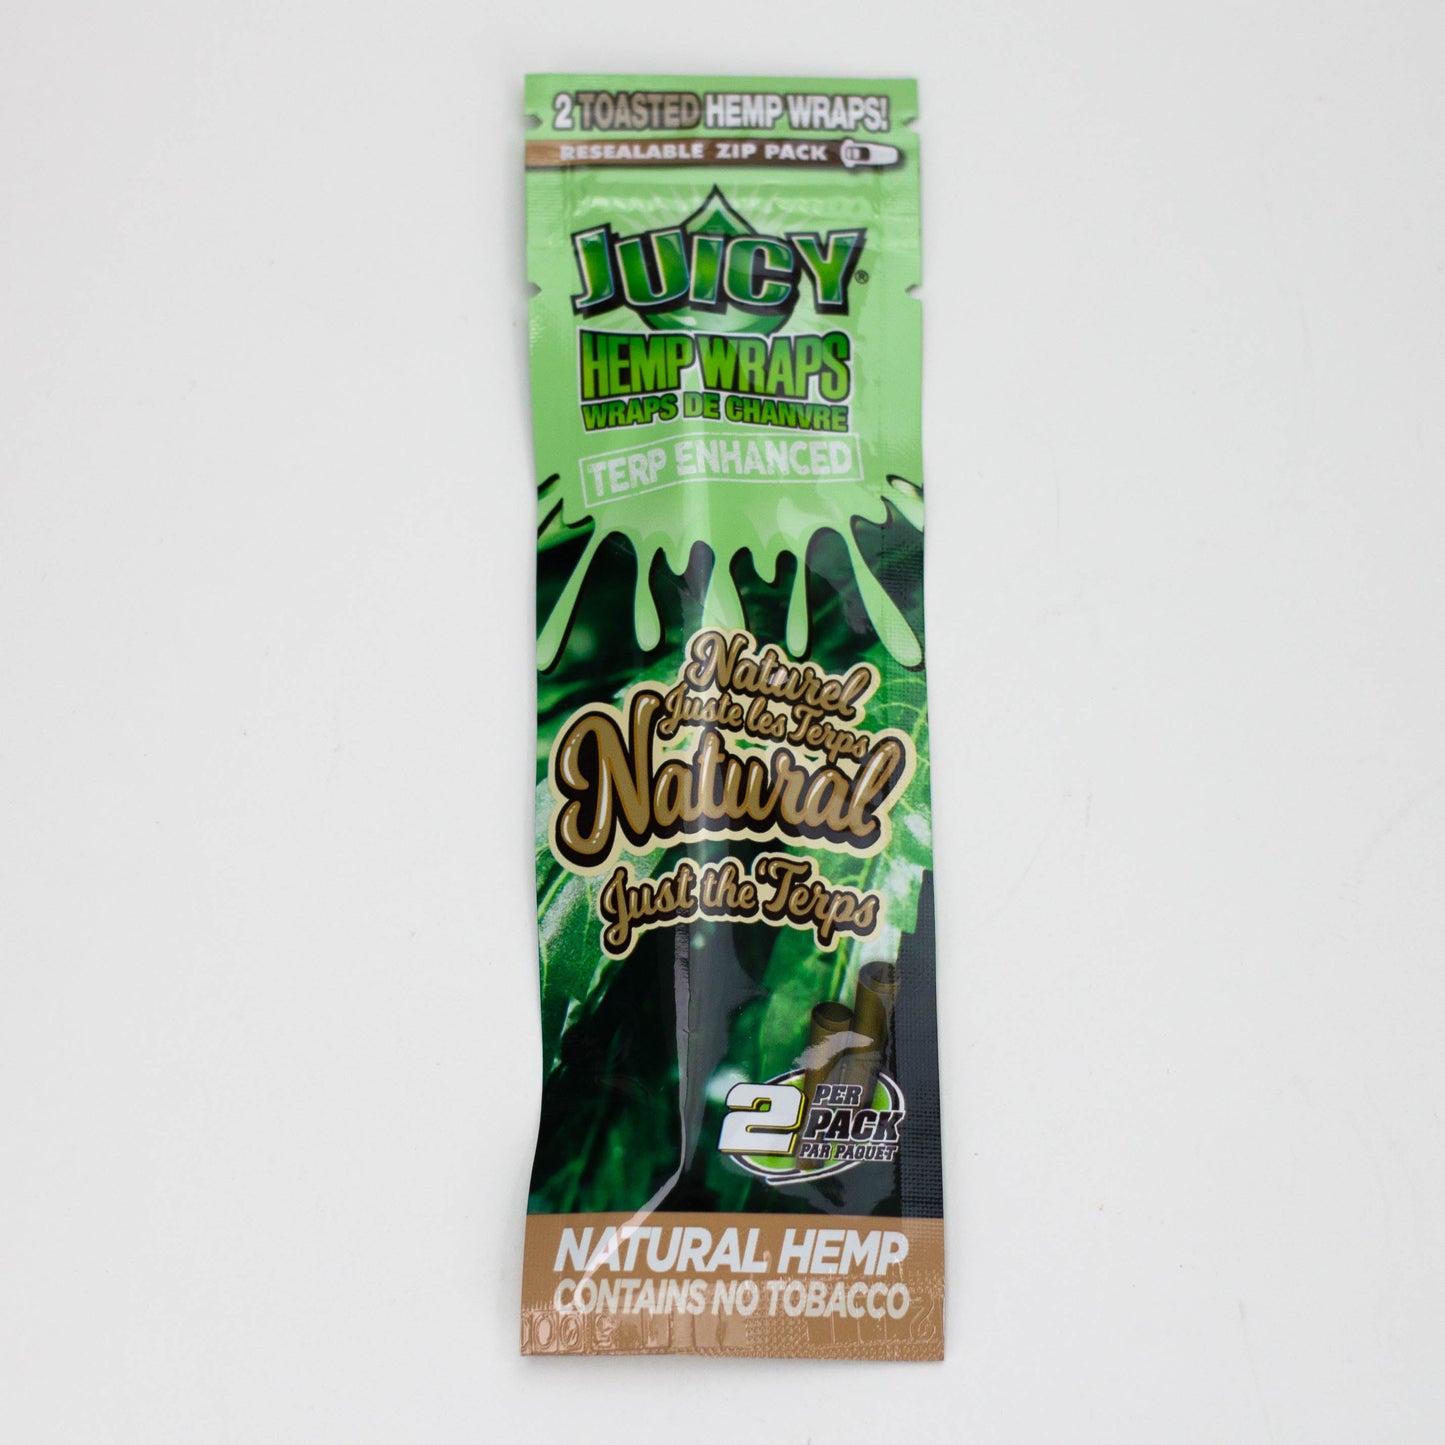 2 TOASTED HEMP WRAPS!
RESEALABLE ZIP PACK
JUICY®
HEMP WRAPS
WRAPS DE CHANVRE
TERP ENHANCED
Naturel
Juste les Terps
Natural
Just the 'Terps
2 PER
PACK
PAR PAQUET
NATURAL HEMP
CONTAINS NO TOBACCO